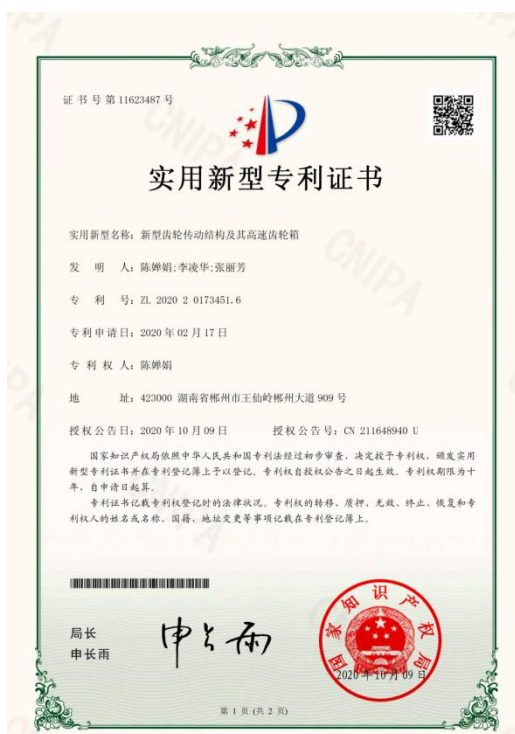 证书号第11623487号
实用新型专利证书
实用新型名称：新型齿轮传动结构及其高速齿轮箱
发 明 人：陈婵娟;李凌华;张丽芳
专 利 号：ZL 2020 2 0173451.6
专利申请日：2020年02月17日
专 利 权 人：陈婵娟
地 址：423000 湖南省郴州市王仙岭郴州大道909号
授权公告日：2020年10月09日 授权公告号：CN 211648940 U
国家知识产权局依照中华人民共和国专利法经过初步审查，决定授予专利权，颁发实用
新型专利证书并在专利登记簿上予以登记。专利权自授权公告之日起生效。专利权期限为十
年，自申请日起算。
专利证书记载专利权登记时的法律状况。专利权的转移、质押、无效、终止、恢复和专
利权人的姓名或名称、国籍、地址变更等事项记载在专利登记簿上。
局长
申长雨
申长雨
国家知识产权局
2020年10月09日
第 1 页 (共 2 页)
CNIPA
CNIPA